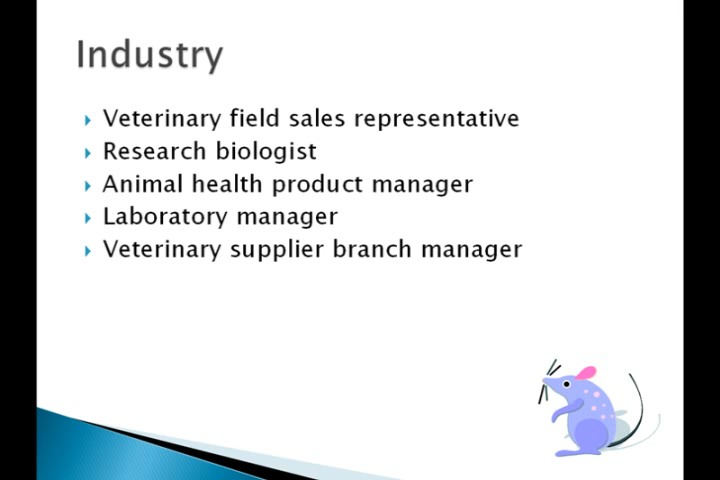 Industry
Veterinary field sales representative
Research biologist
Animal health product manager
Laboratory manager
Veterinary supplier branch manager